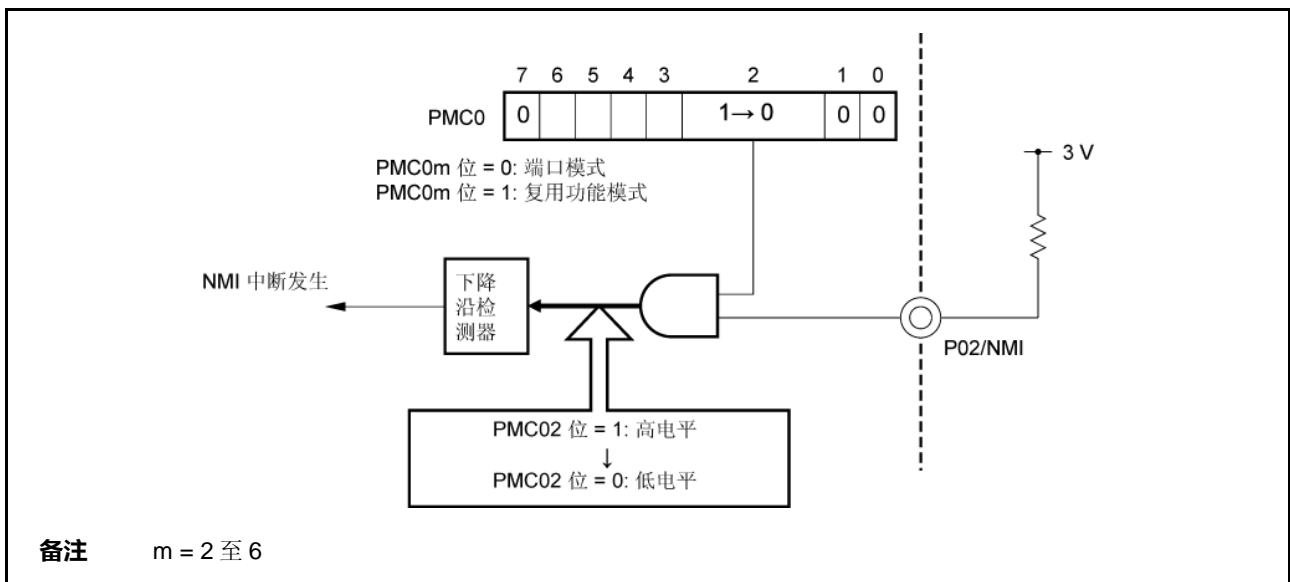 7 6 5 4 3 2 1 0
PMC0 0 1→ 0 0 0
PMC0m 位 = 0: 端口模式
PMC0m 位 = 1: 复用功能模式
3 V
NMI 中断发生
下降
沿检
测器
P02/NMI
PMC02 位 = 1: 高电平
↓
PMC02 位 = 0: 低电平
备注 m = 2 至 6